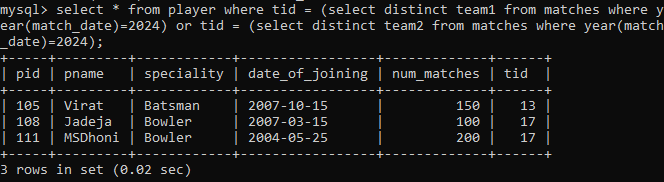 mysql> select * from player where tid = (select distinct team1 from matches where y
ear(match_date)=2024) or tid = (select distinct team2 from matches where year(match
_date)=2024);
+-----+---------+------------+-----------------+-------------+------+
| pid | pname   | speciality | date_of_joining | num_matches | tid  |
+-----+---------+------------+-----------------+-------------+------+
| 105 | Virat   | Batsman    | 2007-10-15      |         150 |   13 |
| 108 | Jadeja  | Bowler     | 2007-03-15      |         100 |   17 |
| 111 | MSDhoni | Bowler     | 2004-05-25      |         200 |   17 |
+-----+---------+------------+-----------------+-------------+------+
3 rows in set (0.02 sec)